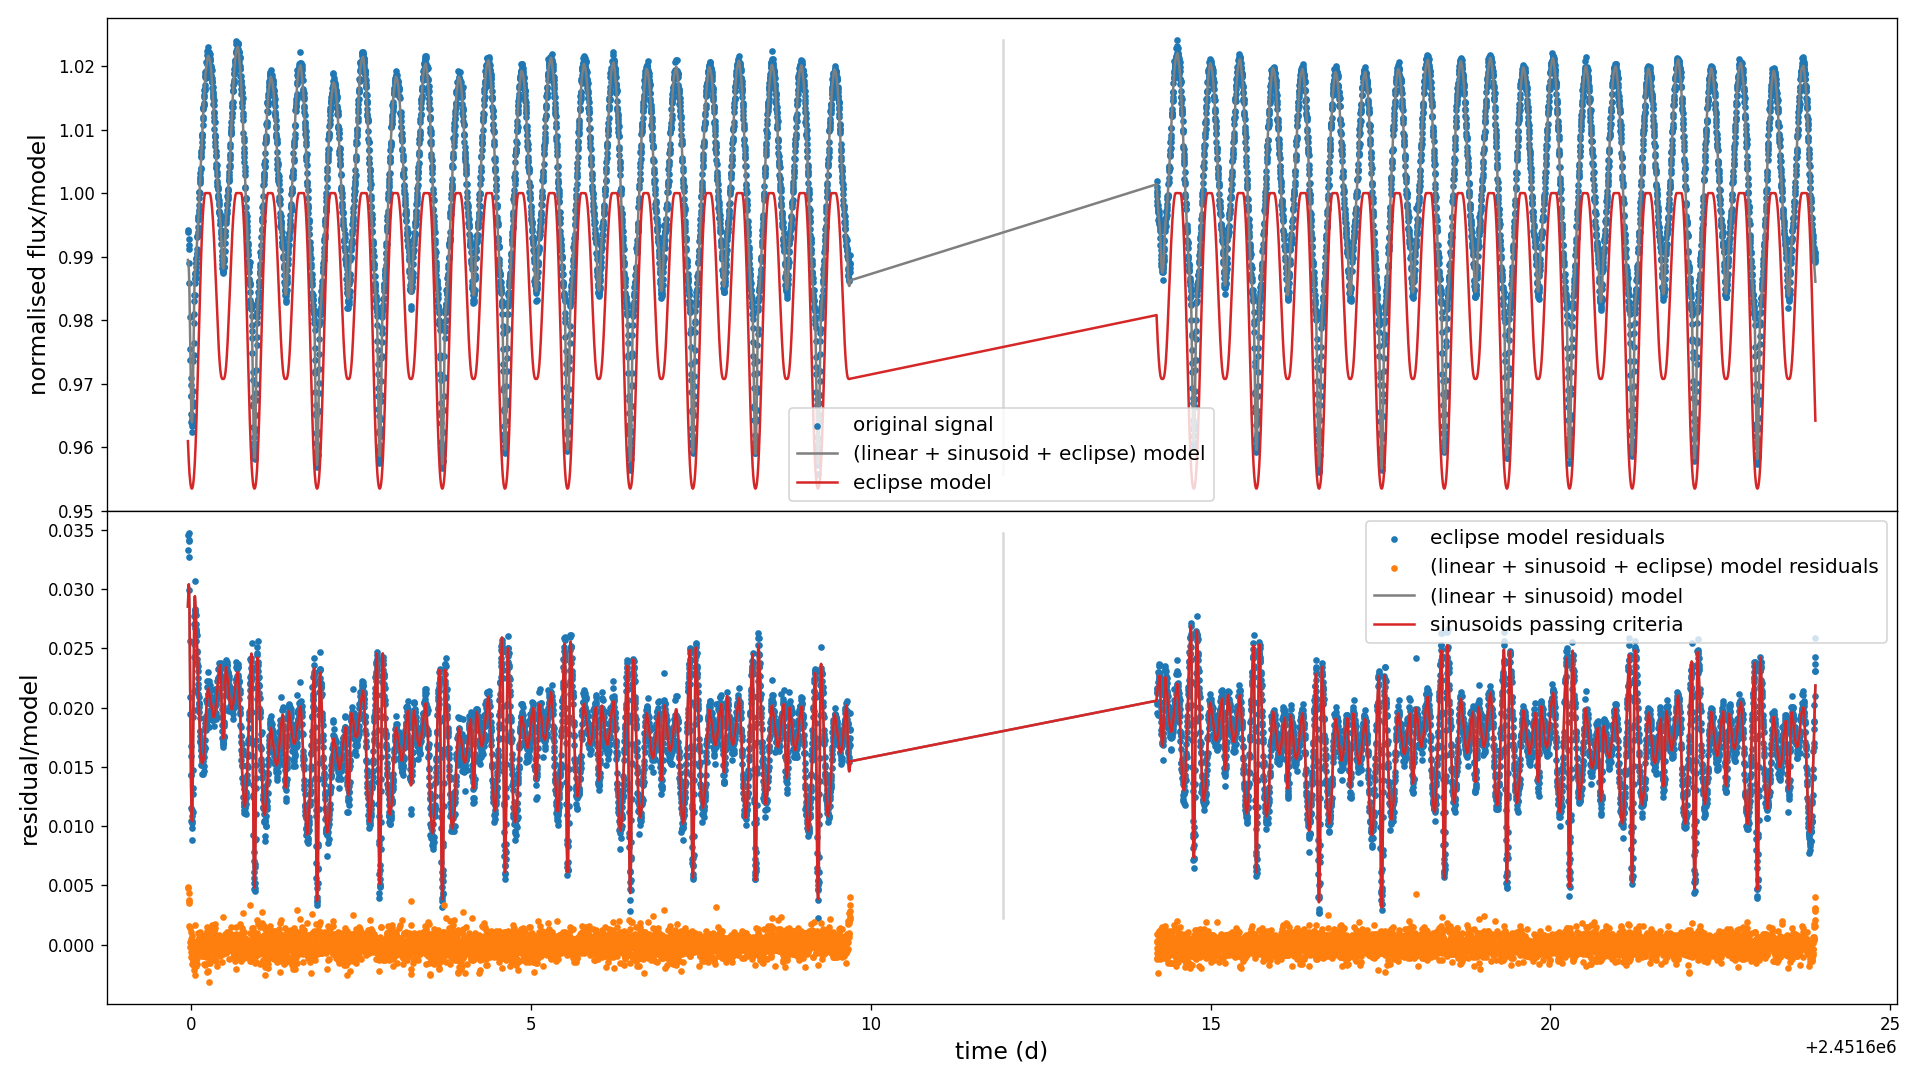 normalised flux/model
1.02
1.01
1.00
0.99
0.98
0.97
0.96
0.95
original signal
(linear + sinusoid + eclipse) model
eclipse model
residual/model
0.035
0.030
0.025
0.020
0.015
0.010
0.005
0.000
eclipse model residuals
(linear + sinusoid + eclipse) model residuals
(linear + sinusoid) model
sinusoids passing criteria
0 5 10 15 20 25
time (d)
+2.4516e6